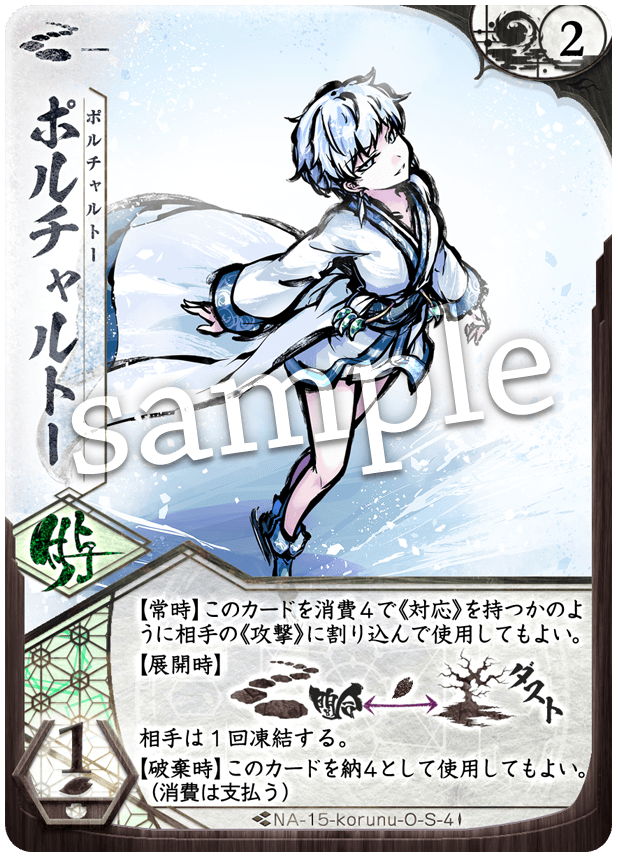 2
ポルチャルトー
ポルチャルトー
sample
付与
【常時】このカードを消費4で《対応》を持つかのよ
うに相手の《攻撃》に割り込んで使用してもよい。
【展開時】
間合
ダスト
相手は1回凍結する。
【破棄時】このカードを納4として使用してもよい。
(消費は支払う)
1
NA-15-korunu-O-S-4